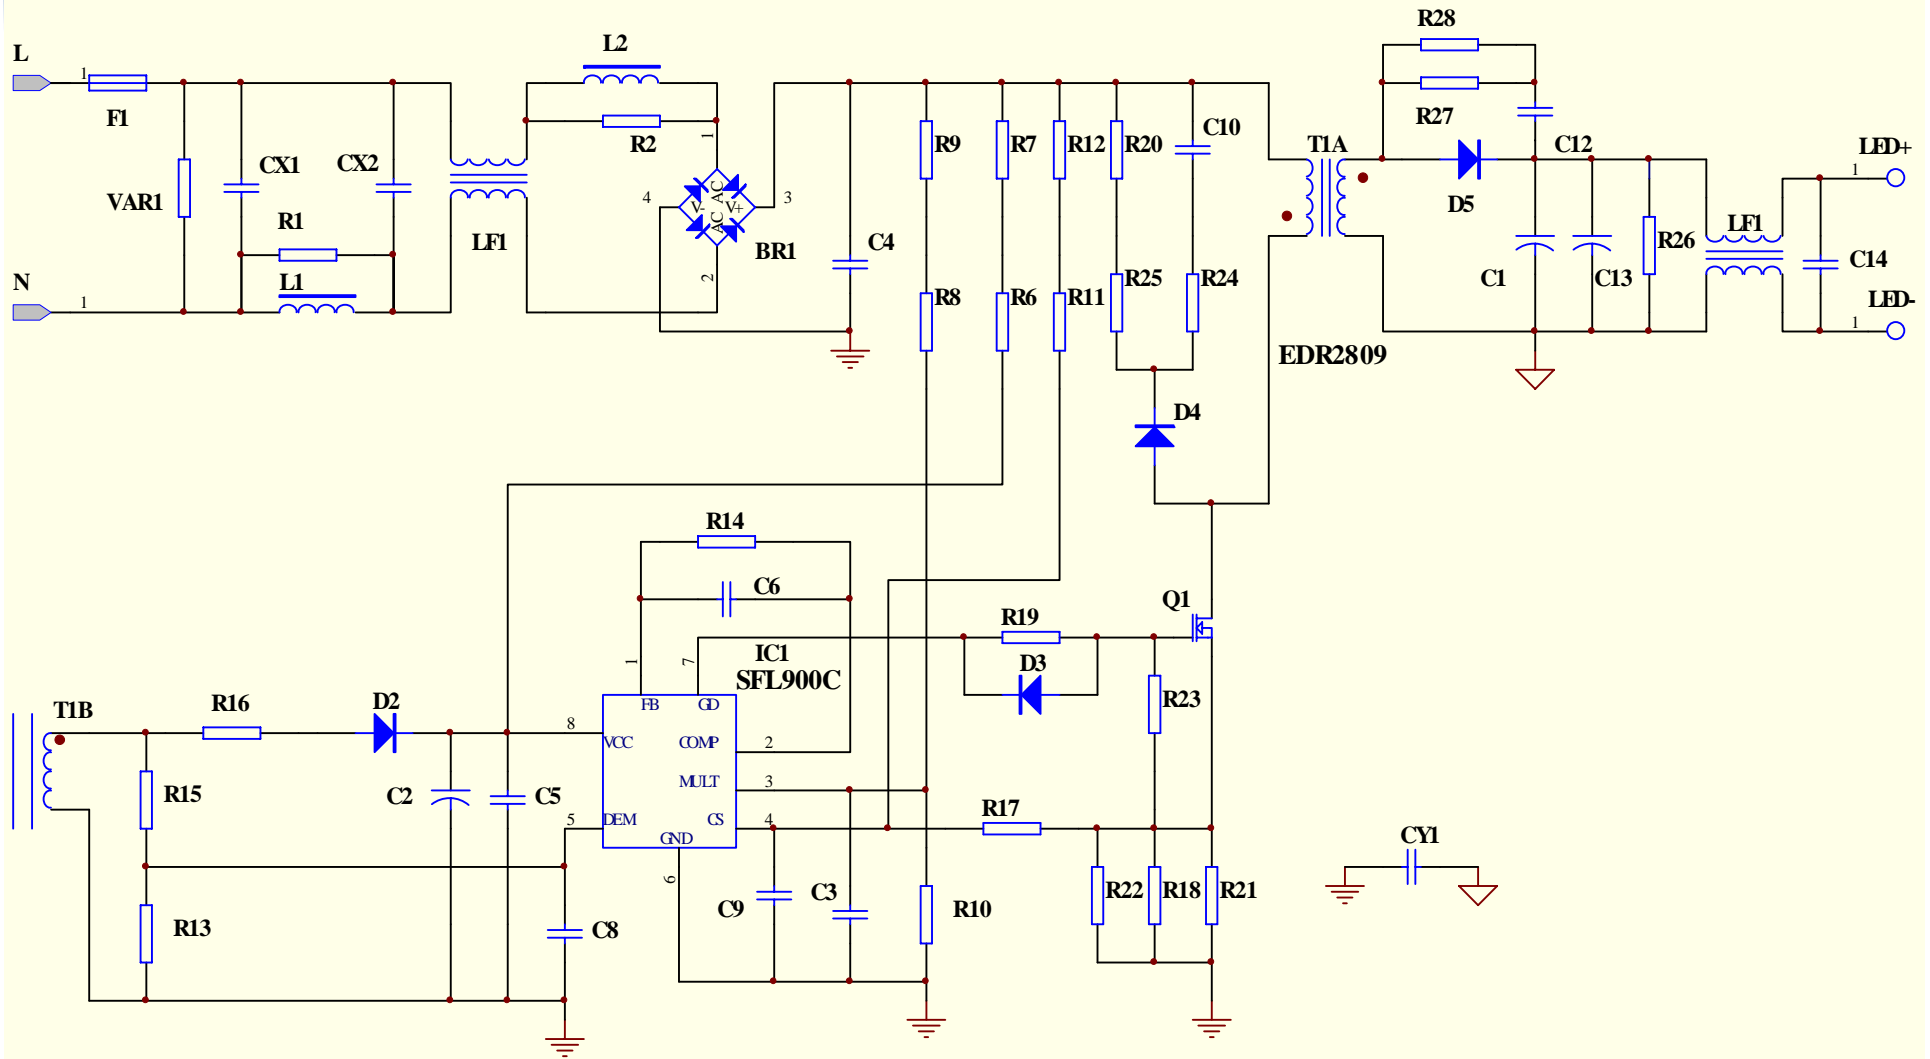 R28
L
L2
1
F1
R2
1
R27
C10
R9
R7
R12
R20
T1A
C12
LED+
CX1
CX2
1
VAR1
4
AC
AC
V-
V+
3
D5
R1
LF1
BR1
C4
R26
LF1
N
L1
2
R25
R24
C1
C13
C14
1
R8
R6
R11
LED-
1
EDR2809
D4
R14
C6
Q1
R19
1
7
IC1
D3
SFL900C
T1B
R16
D2
FB
GD
R23
8
VCC
COMP
2
MULT
3
R15
C2
C5
5
DEM
CS
4
R17
GND
CY1
6
C9
C3
R10
R22
R18
R21
R13
C8